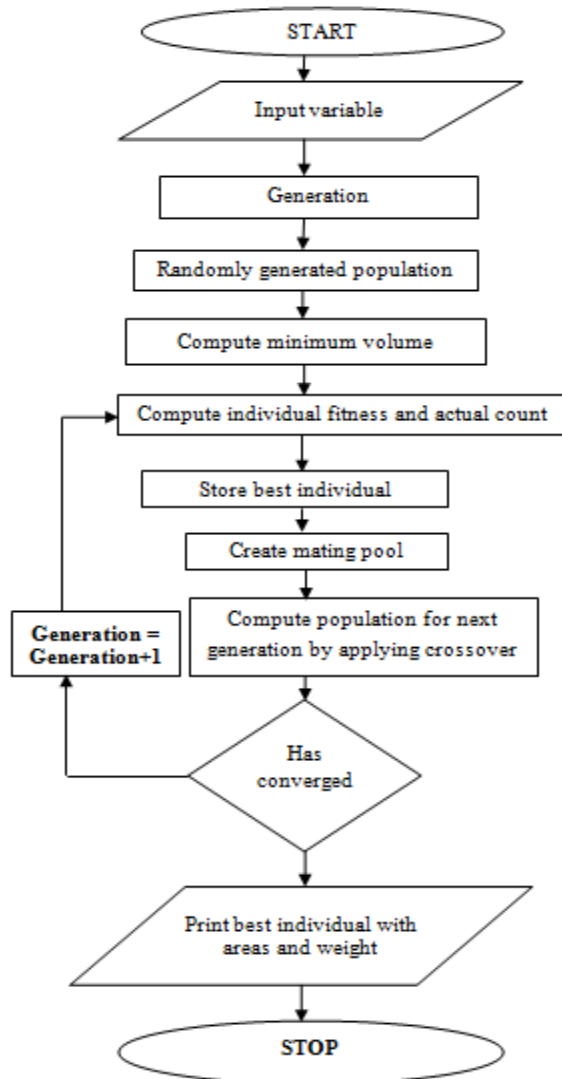 START
Input variable
Generation
Randomly generated population
Compute minimum volume
Compute individual fitness and actual count
Store best individual
Create mating pool
Compute population for next
generation by applying crossover
Generation =
Generation+1
Has
converged
Print best individual with
areas and weight
STOP